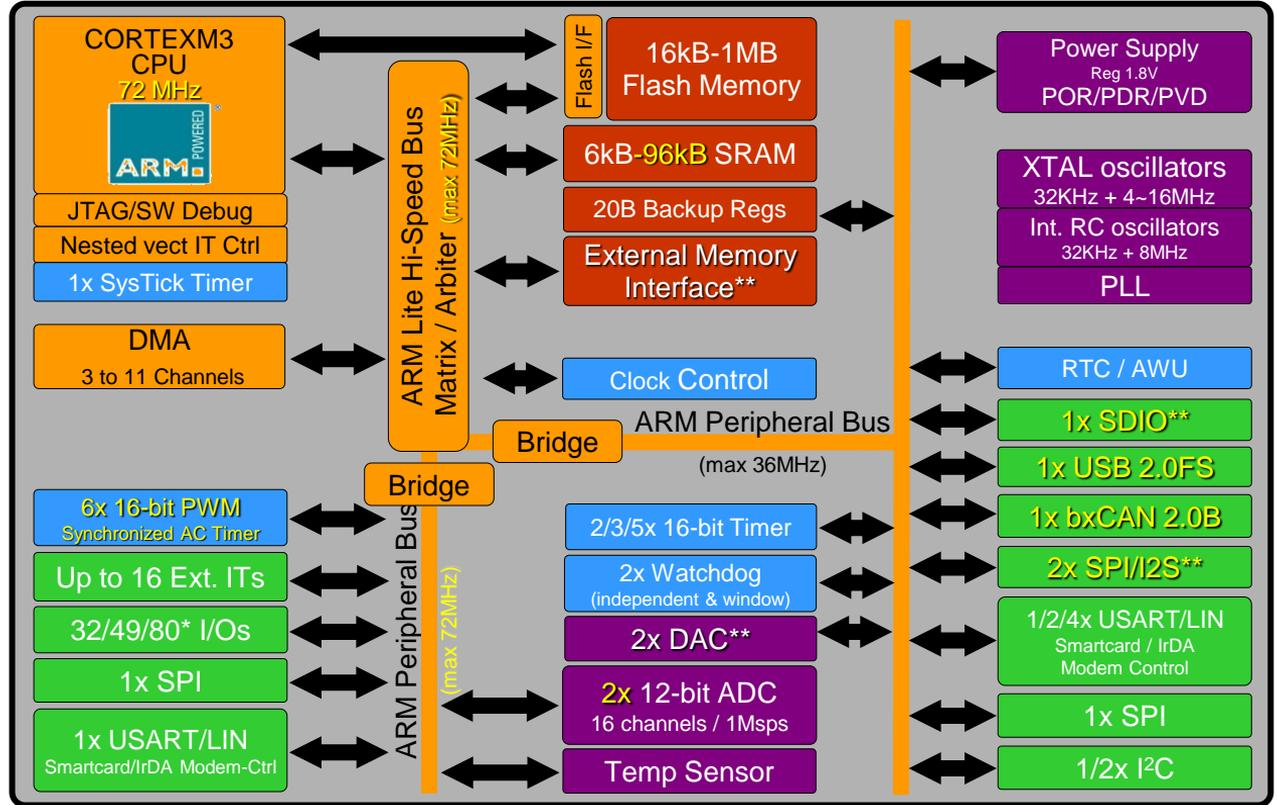 CORTEXM3
CPU
72 MHz
ARM POWERED
JTAG/SW Debug
Nested vect IT Ctrl
1x SysTick Timer
DMA
3 to 11 Channels
6x 16-bit PWM
Synchronized AC Timer
Up to 16 Ext. ITs
32/49/80* I/Os
1x SPI
1x USART/LIN
Smartcard/IrDA Modem-Ctrl
ARM Lite Hi-Speed Bus
Matrix / Arbiter (max 72MHz)
Bridge
ARM Peripheral Bus
(max 72MHz)
Flash I/F
16kB-1MB
Flash Memory
6kB-96kB SRAM
20B Backup Regs
External Memory
Interface**
Clock Control
Bridge
ARM Peripheral Bus
(max 36MHz)
2/3/5x 16-bit Timer
2x Watchdog
(independent & window)
2x DAC**
2x 12-bit ADC
16 channels / 1Msps
Temp Sensor
Power Supply
Reg 1.8V
POR/PDR/PVD
XTAL oscillators
32KHz + 4~16MHz
Int. RC oscillators
32KHz + 8MHz
PLL
RTC / AWU
1x SDIO**
1x USB 2.0FS
1x bxCAN 2.0B
2x SPI/I2S**
1/2/4x USART/LIN
Smartcard / IrDA
Modem Control
1x SPI
1/2x I²C